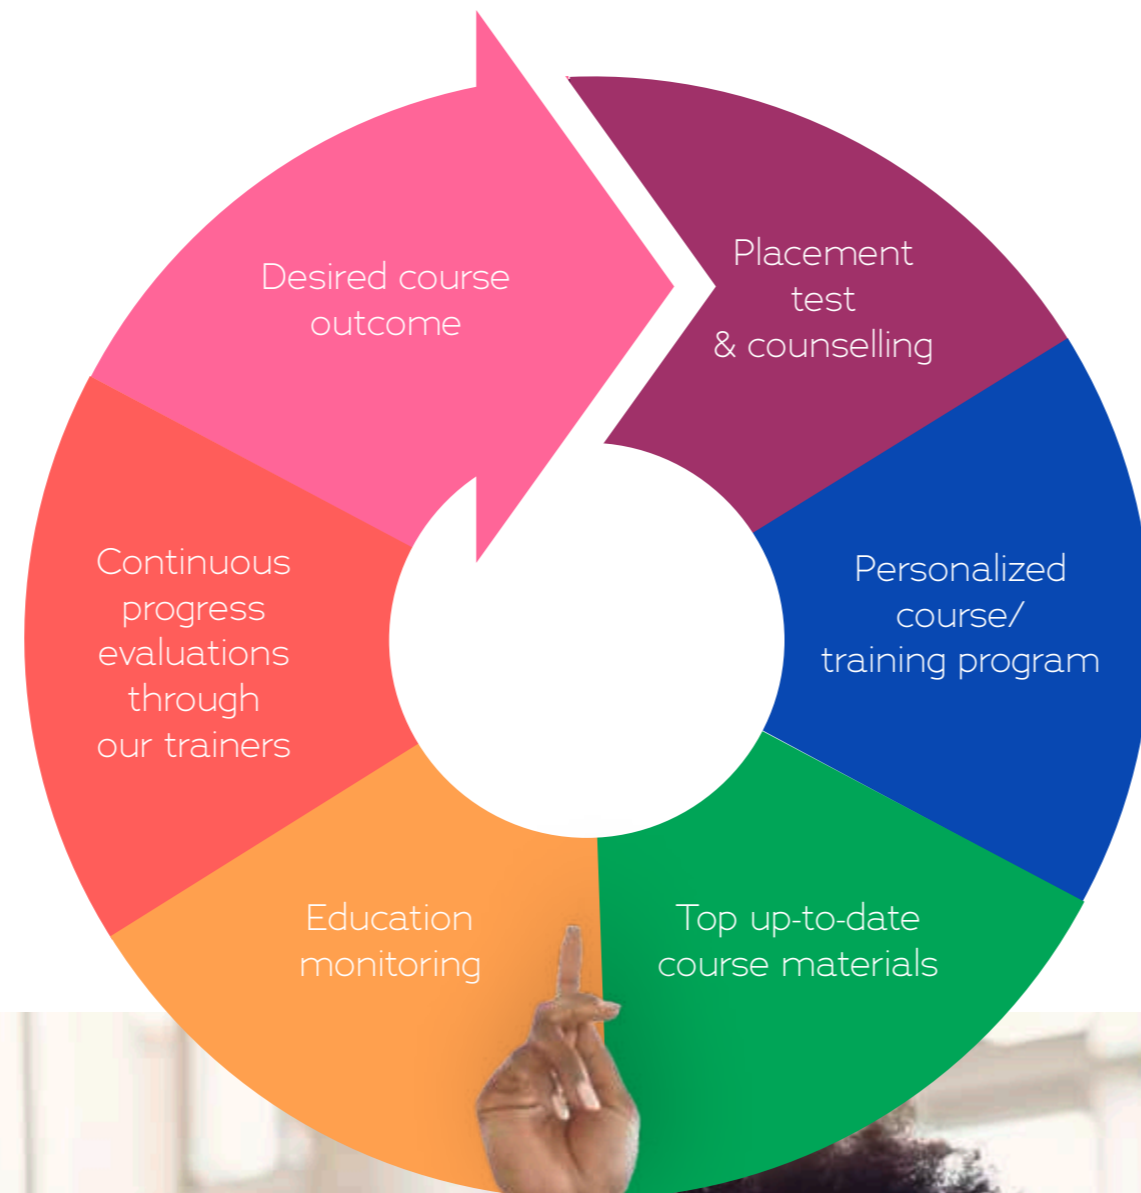 Desired course
outcome
Placement
test
& counselling
Personalized
course/
training program
Top up-to-date
course materials
Education
monitoring
Continuous
progress
evaluations
through
our trainers